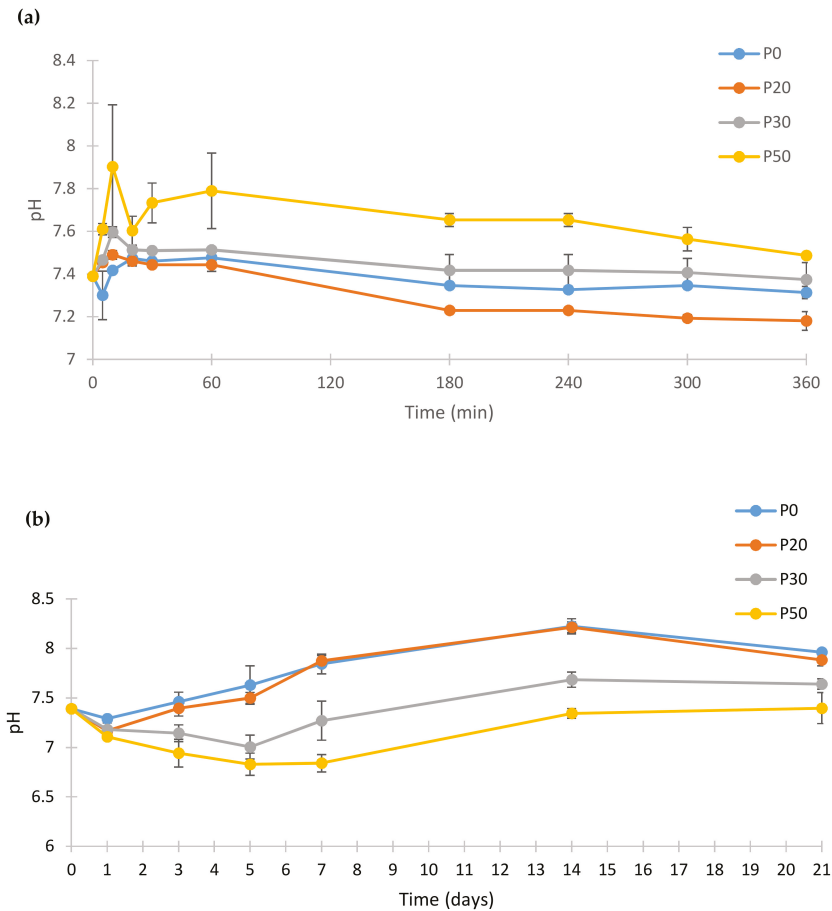 (a)
8.4
8.2
8
7.8
7.6
7.4
7.2
7
pH
0 60 120 180 240 300 360
Time (min)
P0
P20
P30
P50
(b)
P0
P20
P30
P50
8.5
8
7.5
7
6.5
6
pH
0 1 2 3 4 5 6 7 8 9 10 11 12 13 14 15 16 17 18 19 20 21
Time (days)